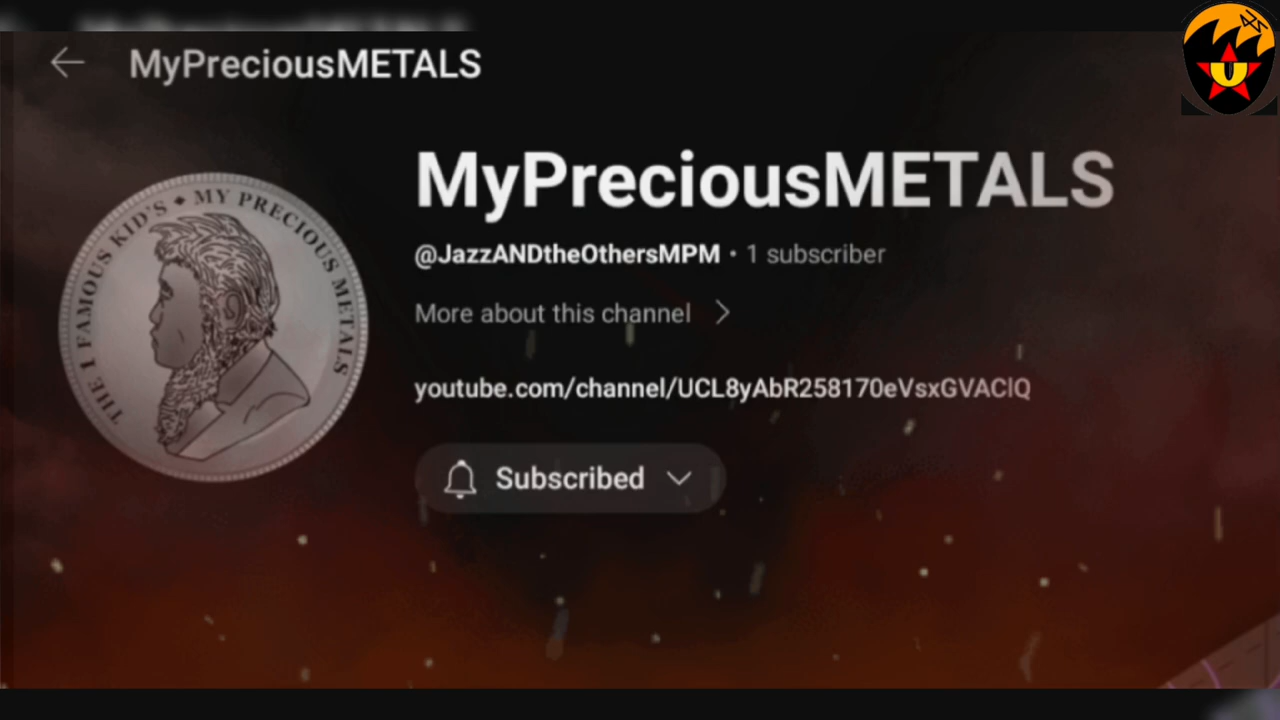 MyPreciousMETALS
MyPreciousMETALS
@JazzANDtheOthersMPM • 1 subscriber
More about this channel
youtube.com/channel/UCL8yAbR258170eVsxGVAClQ
Subscribed
THE 1 FAMOUS KID'S ◆ MY PRECIOUS METALS